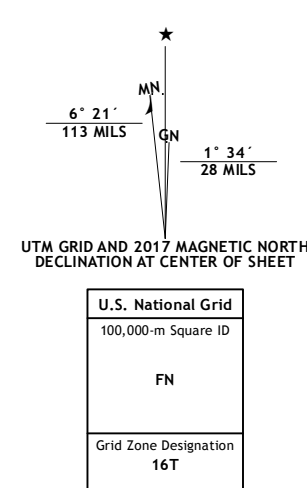 ★
MN
6° 21´
113 MILS
GN
1° 34´
28 MILS
UTM GRID AND 2017 MAGNETIC NORTH
DECLINATION AT CENTER OF SHEET
U.S. National Grid
100,000-m Square ID
FN
Grid Zone Designation
16T